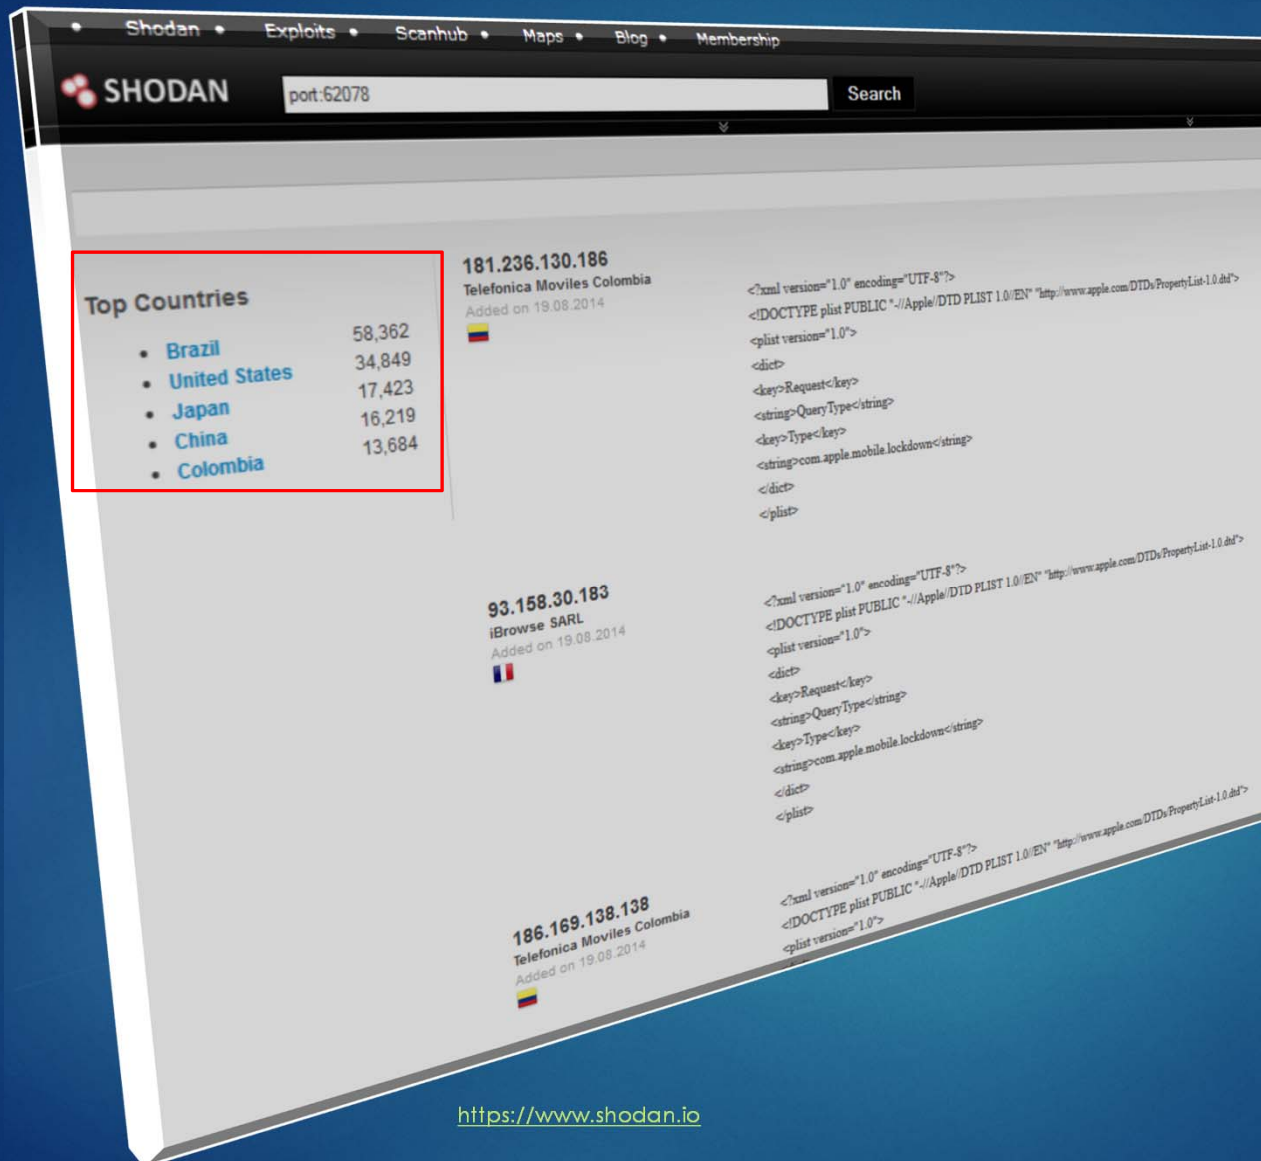 Shodan • Exploits • Scanhub • Maps • Blog • Membership
SHODAN
port:62078
Search
Top Countries
• Brazil 58,362
• United States 34,849
• Japan 17,423
• China 16,219
• Colombia 13,684
181.236.130.186
Telefonica Moviles Colombia
Added on 19.08.2014
<?xml version="1.0" encoding="UTF-8"?>
<!DOCTYPE plist PUBLIC "-//Apple//DTD PLIST 1.0//EN" "http://www.apple.com/DTDs/PropertyList-1.0.dtd">
<plist version="1.0">
<dict>
<key>Request</key>
<string>QueryType</string>
<key>Type</key>
<string>com.apple.mobile.lockdown</string>
</dict>
</plist>
93.158.30.183
iBrowse SARL
Added on 19.08.2014
<?xml version="1.0" encoding="UTF-8"?>
<!DOCTYPE plist PUBLIC "-//Apple//DTD PLIST 1.0//EN" "http://www.apple.com/DTDs/PropertyList-1.0.dtd">
<plist version="1.0">
<dict>
<key>Request</key>
<string>QueryType</string>
<key>Type</key>
<string>com.apple.mobile.lockdown</string>
</dict>
</plist>
186.169.138.138
Telefonica Moviles Colombia
Added on 19.08.2014
<?xml version="1.0" encoding="UTF-8"?>
<!DOCTYPE plist PUBLIC "-//Apple//DTD PLIST 1.0//EN" "http://www.apple.com/DTDs/PropertyList-1.0.dtd">
<plist version="1.0">
https://www.shodan.io